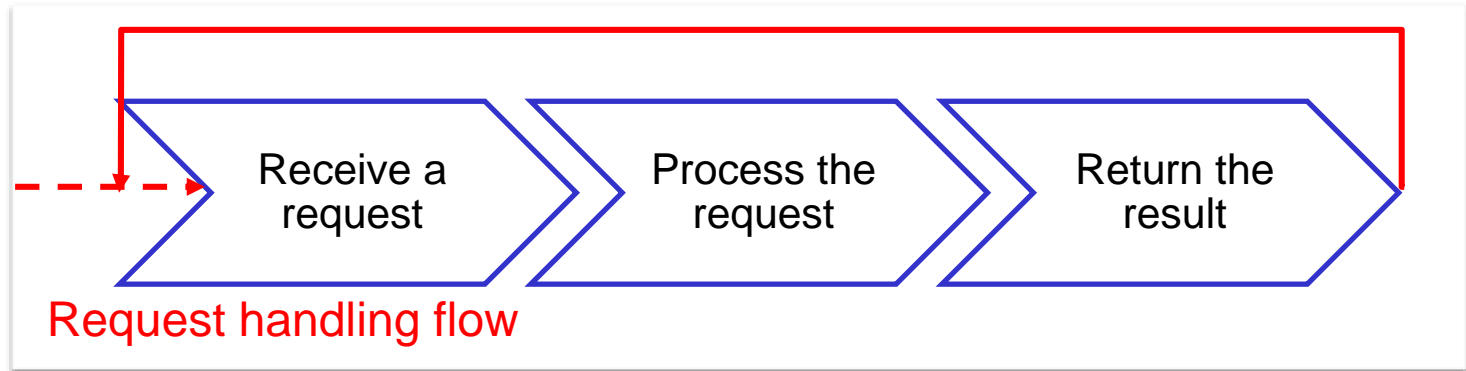 Receive a
request
Process the
request
Return the
result
Request handling flow